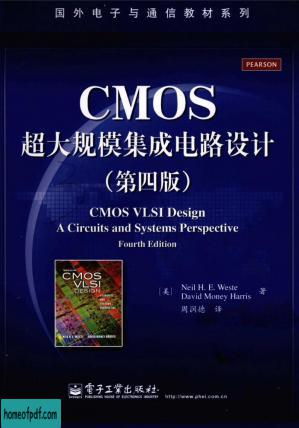 国外电子与通信教材系列
PEARSON
CMOS
超大规模集成电路设计
(第四版)
CMOS VLSI Design
A Circuits and Systems Perspective
Fourth Edition
CMOS
VLSI
DESIGN
[美] Neil H. E. Weste
David Money Harris 著
周润德 译
电子工业出版社
http://www.phei.com.cn
homeofpdf.com